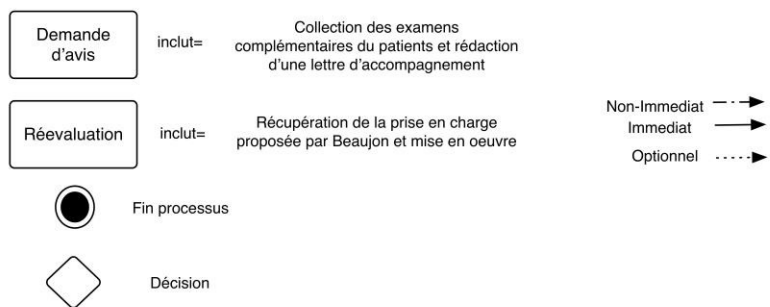 Demande
d'avis
inclut=
Collection des examens
complémentaires du patients et rédaction
d'une lettre d'accompagnement
Réevaluation
inclut=
Récupération de la prise en charge
proposée par Beaujon et mise en oeuvre
Non-Immediat
Immediat
Optionnel
Fin processus
Décision